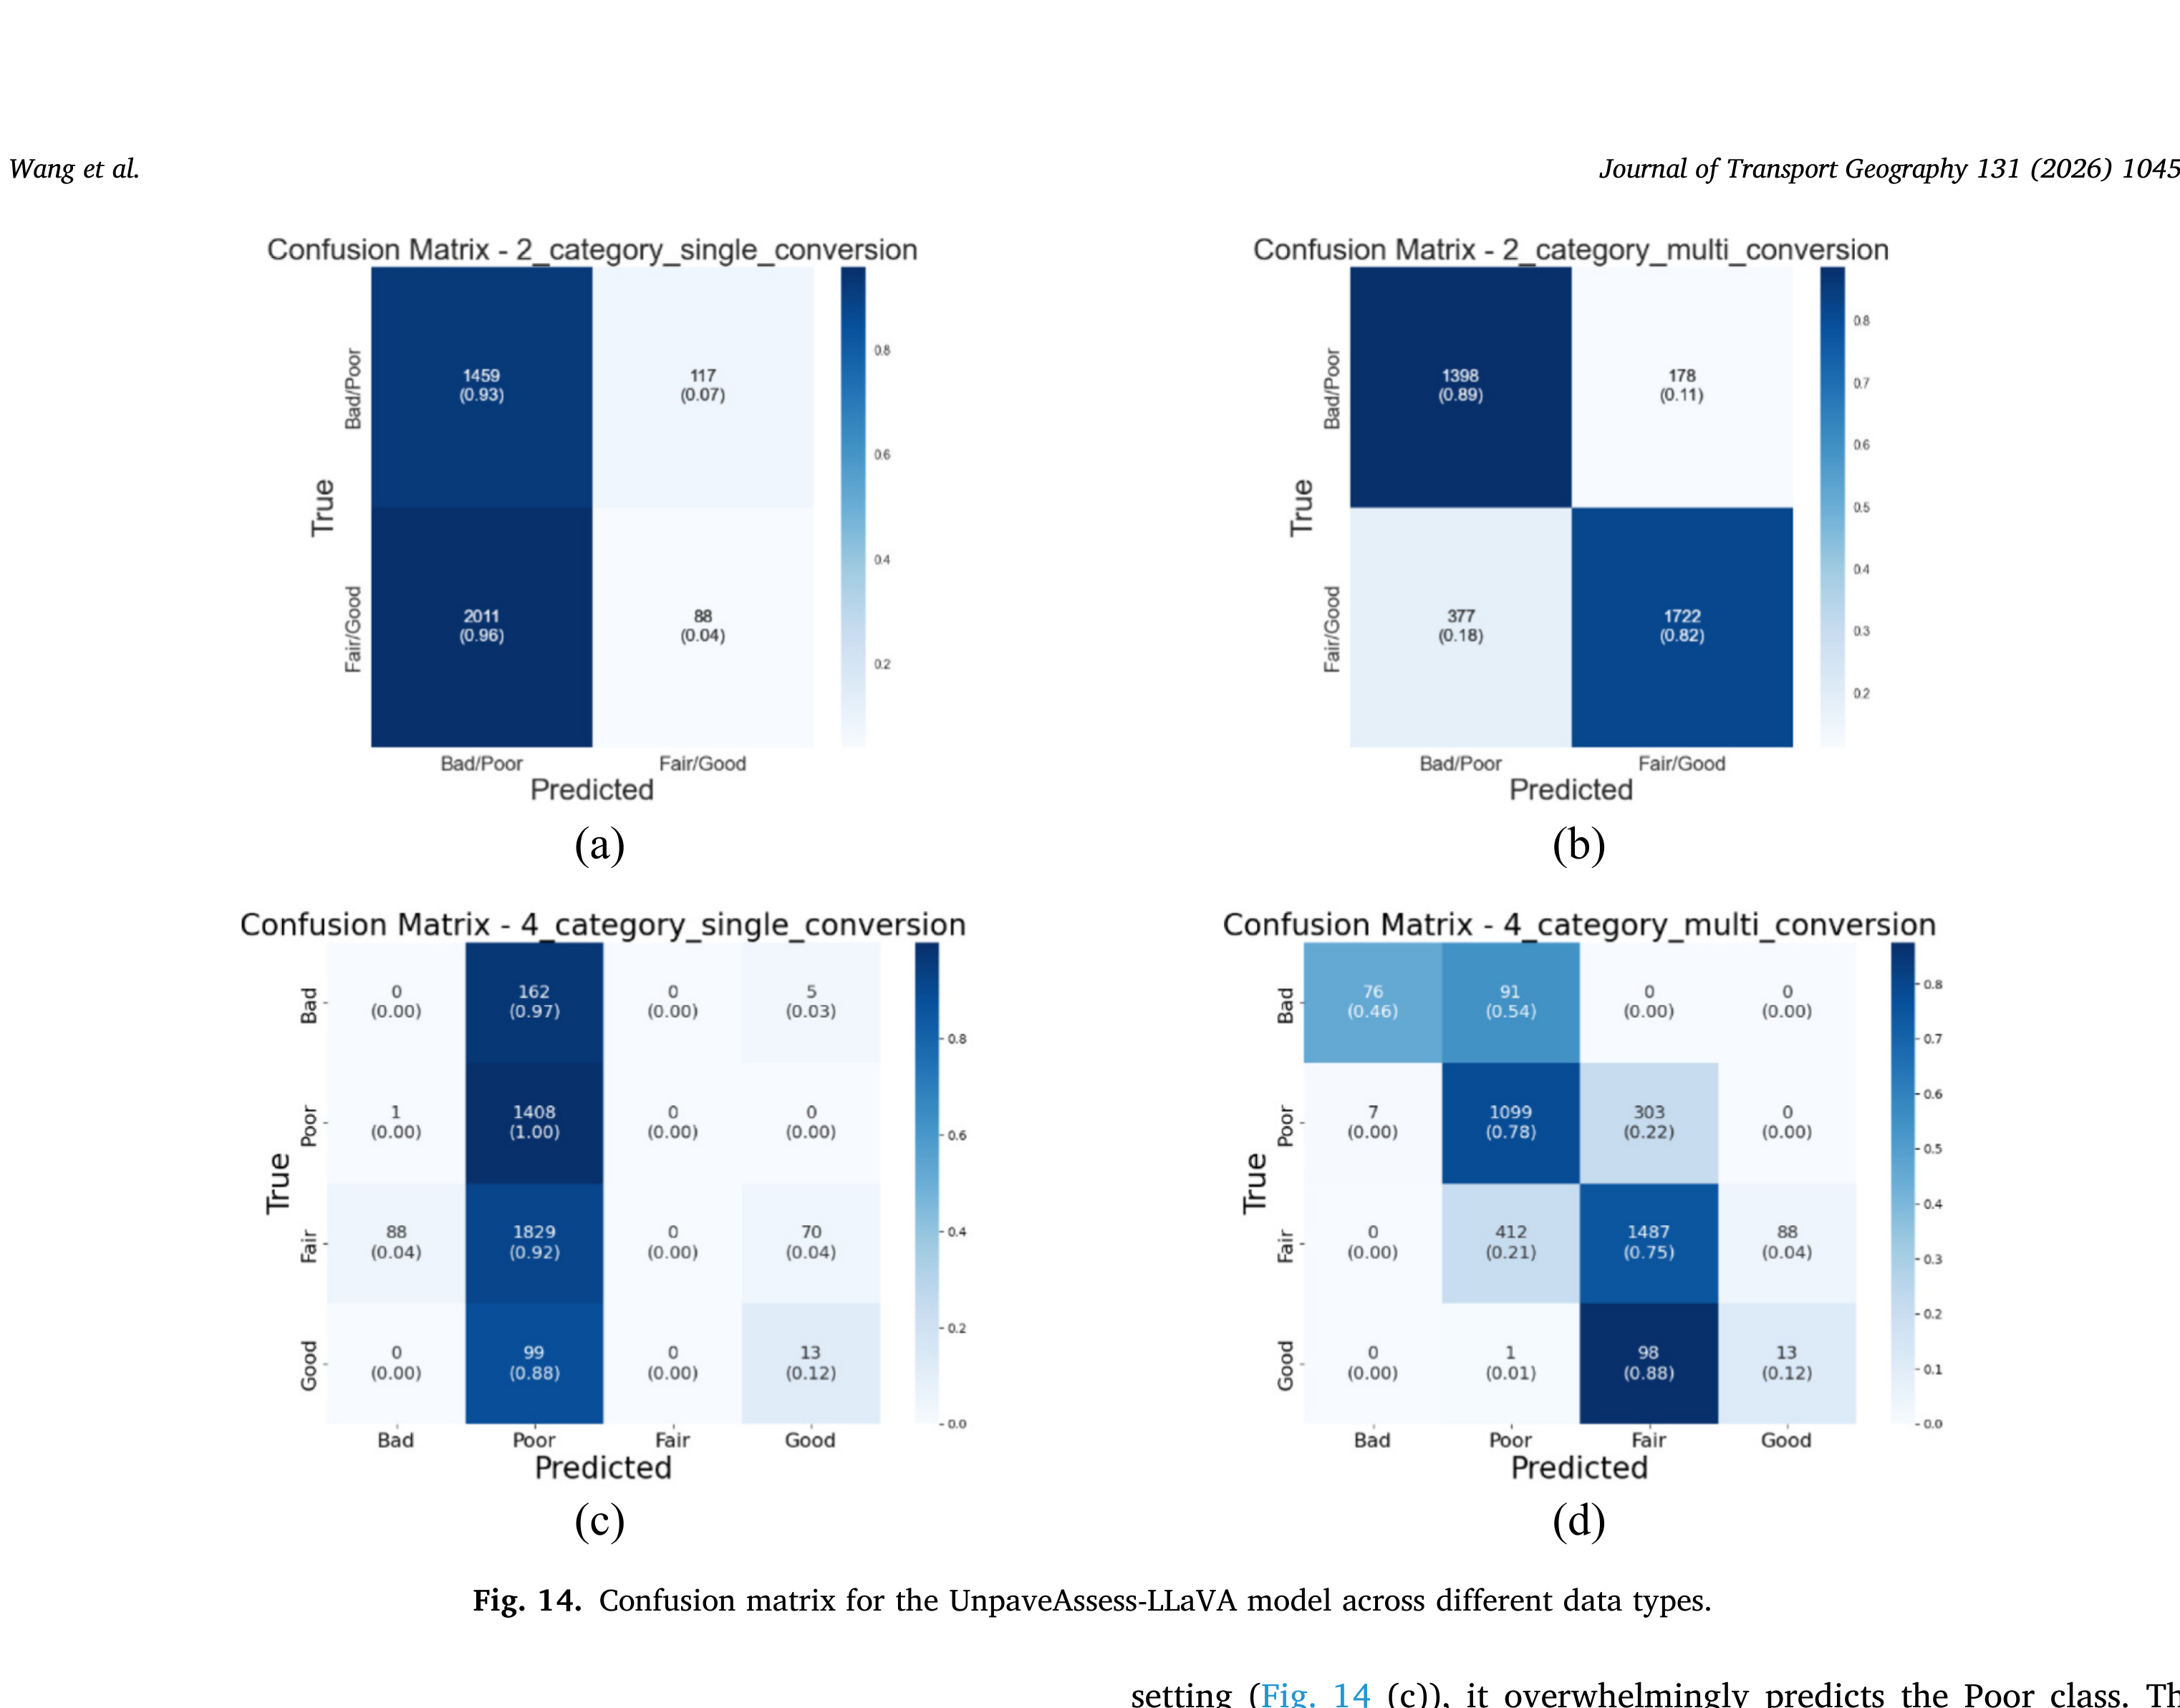 Wang et al.
Journal of Transport Geography 131 (2026) 1045
Confusion Matrix - 2_category_single_conversion
Bad/Poor
Fair/Good
True
1459
(0.93)
117
(0.07)
2011
(0.96)
88
(0.04)
0.8
0.6
0.4
0.2
Bad/Poor
Fair/Good
Predicted
(a)
Confusion Matrix - 2_category_multi_conversion
Bad/Poor
Fair/Good
True
1398
(0.89)
178
(0.11)
377
(0.18)
1722
(0.82)
0.8
0.7
0.6
0.5
0.4
0.3
0.2
Bad/Poor
Fair/Good
Predicted
(b)
Confusion Matrix - 4_category_single_conversion
True
Bad
0
(0.00)
162
(0.97)
0
(0.00)
5
(0.03)
Poor
1
(0.00)
1408
(1.00)
0
(0.00)
0
(0.00)
Fair
88
(0.04)
1829
(0.92)
0
(0.00)
70
(0.04)
Good
0
(0.00)
99
(0.88)
0
(0.00)
13
(0.12)
0.8
0.6
0.4
0.2
0.0
Bad
Poor
Fair
Good
Predicted
(c)
Confusion Matrix - 4_category_multi_conversion
True
Bad
76
(0.46)
91
(0.54)
0
(0.00)
0
(0.00)
Poor
7
(0.00)
1099
(0.78)
303
(0.22)
0
(0.00)
Fair
0
(0.00)
412
(0.21)
1487
(0.75)
88
(0.04)
Good
0
(0.00)
1
(0.01)
98
(0.88)
13
(0.12)
0.8
0.7
0.6
0.5
0.4
0.3
0.2
0.1
0.0
Bad
Poor
Fair
Good
Predicted
(d)
Fig. 14. Confusion matrix for the UnpaveAssess-LLaVA model across different data types.
setting (Fig. 14 (c)), it overwhelmingly predicts the Poor class.